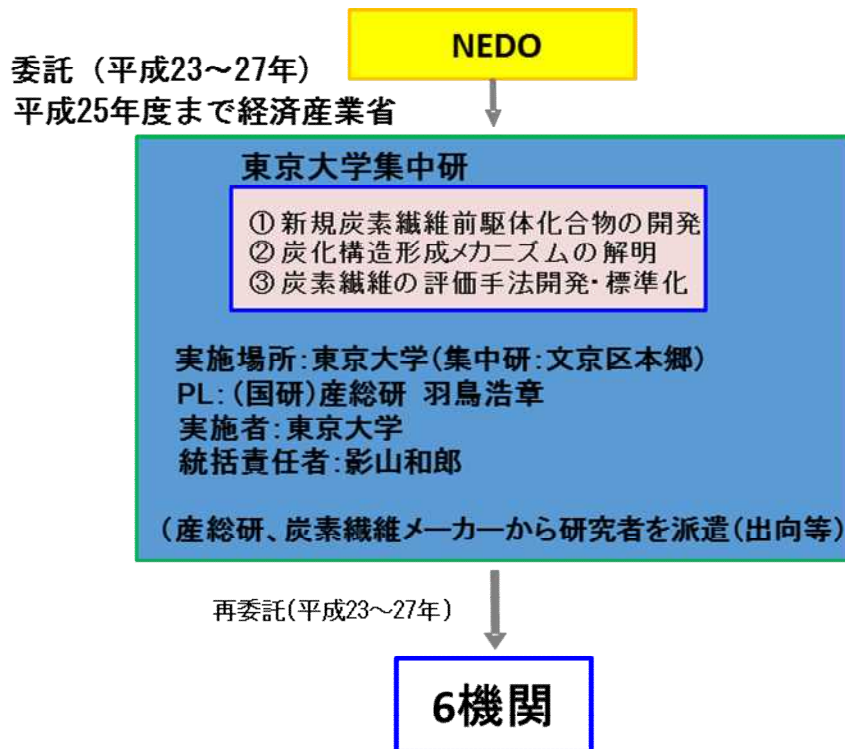 NEDO
委託（平成23～27年）
平成25年度まで経済産業省
東京大学集中研
①新規炭素繊維前駆体化合物の開発
②炭化構造形成メカニズムの解明
③炭素繊維の評価手法開発・標準化
実施場所：東京大学（集中研：文京区本郷）
PL：（国研）産総研 羽鳥浩章
実施者：東京大学
統括責任者：影山和郎
（産総研、炭素繊維メーカーから研究者を派遣（出向等）
再委託(平成23～27年)
6機関